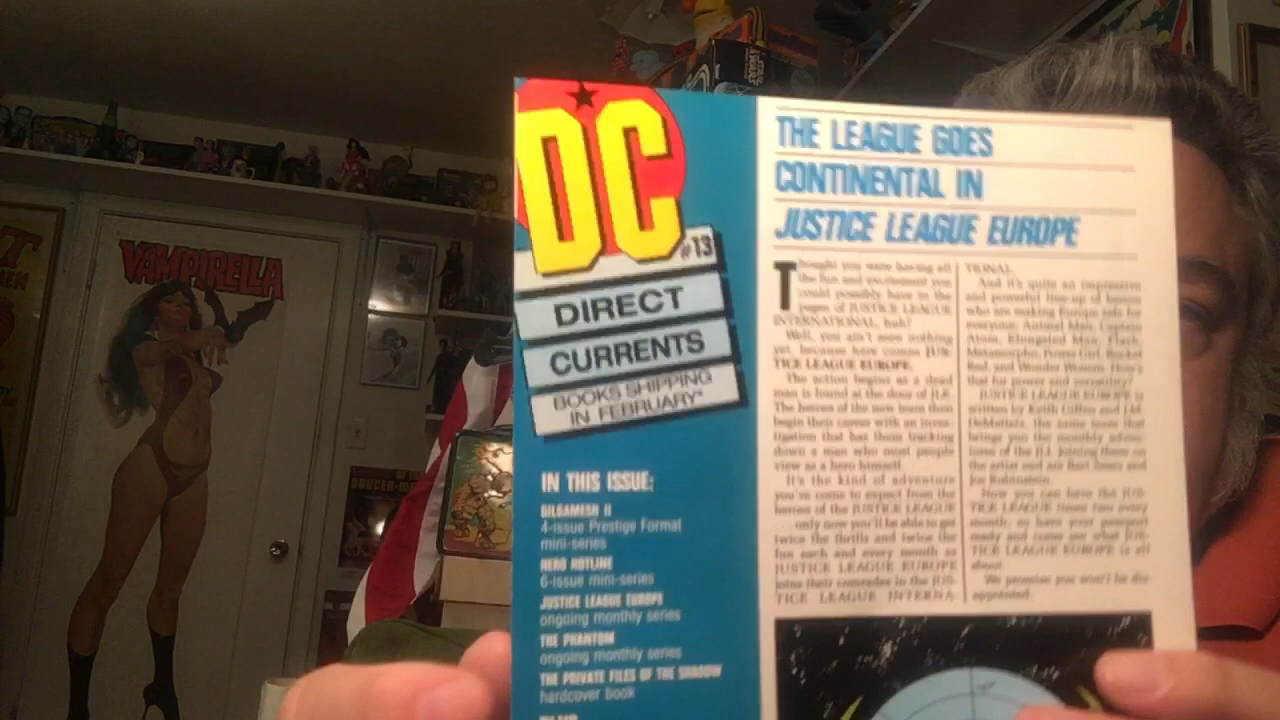 VAMPIRELLA
STAR
WARS
DC
#13
DIRECT
CURRENTS
BOOKS SHIPPING
IN FEBRUARY*
IN THIS ISSUE:
GILGAMESH II
4-issue Prestige Format
mini-series
HERO HOTLINE
6-issue mini-series
JUSTICE LEAGUE EUROPE
ongoing monthly series
THE PHANTOM
ongoing monthly series
THE PRIVATE FILES OF THE SHADOW
hardcover book
THE LEAGUE GOES
CONTINENTAL IN
JUSTICE LEAGUE EUROPE
Thought you were having all
the fun and excitement you
could possibly have in the
pages of JUSTICE LEAGUE
INTERNATIONAL, huh?
Well, you ain't seen nothing
yet, because here comes JUS-
TICE LEAGUE EUROPE.
The action begins as a dead
man is found at the door of JLE.
The heroes of the new team then
begin their career with an inves-
tigation that has them tracking
down a man who most people
view as a hero himself.
It's the kind of adventure
you've come to expect from the
heroes of the JUSTICE LEAGUE
... only now you'll be able to get
twice the thrills and twice the
fun each and every month as
JUSTICE LEAGUE EUROPE
joins their comrades in the JUS-
TICE LEAGUE INTERNA-
TIONAL.
And it's quite an impressive
and powerful line-up of heroes
who are making Europe safe for
everyone: Animal Man, Captain
Atom, Elongated Man, Flash,
Metamorpho, Power Girl, Rocket
Red, and Wonder Woman. How's
that for power and versatility?
JUSTICE LEAGUE EUROPE is
written by Keith Giffen and J.M.
DeMatteis, the same team that
brings you the monthly adven-
tures of the JLI. Joining them on
the artist end are Bart Sears and
Joe Rubinstein.
Now you can have the JUS-
TICE LEAGUE times two every
month, so have your passport
ready and come see what JUS-
TICE LEAGUE EUROPE is all
about.
We promise you won't be dis-
appointed.